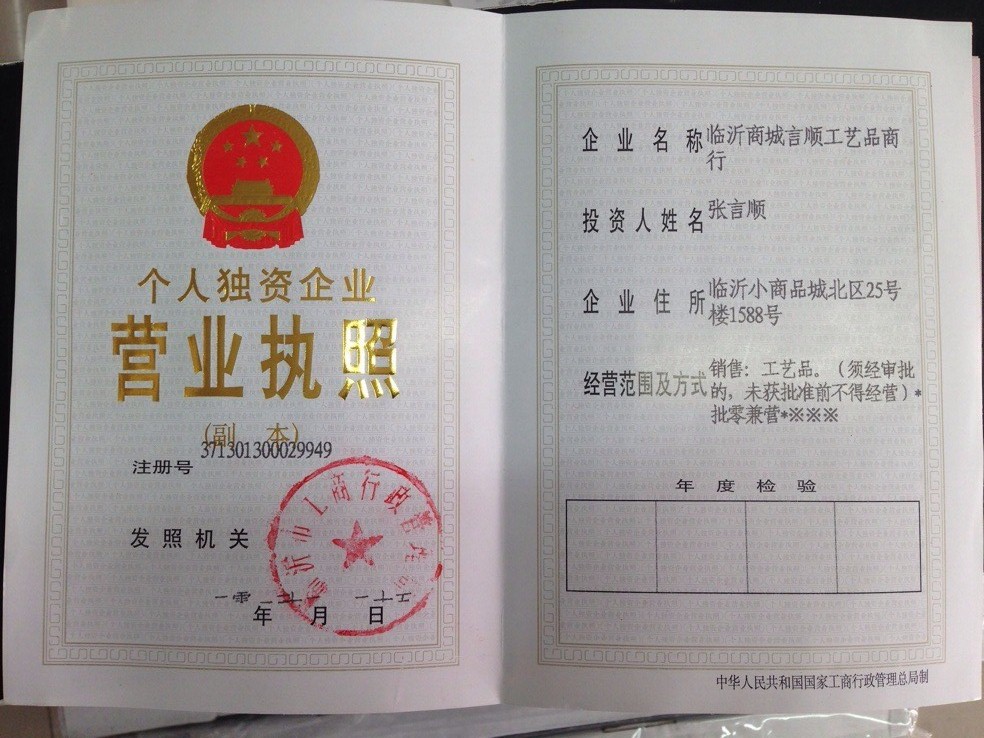 个人独资企业
营业执照
(副 本)
注册号 371301300029949
发照机关
工商行政管
年 月 日
企业名称 临沂商城言顺工艺品商
行
投资人姓名 张言顺
企业住所 临沂小商品城北区25号
楼1588号
经营范围及方式 销售：工艺品。（须经审批
的，未获批准前不得经营）*
批零兼营*※※※
年度检验
中华人民共和国国家工商行政管理总局制